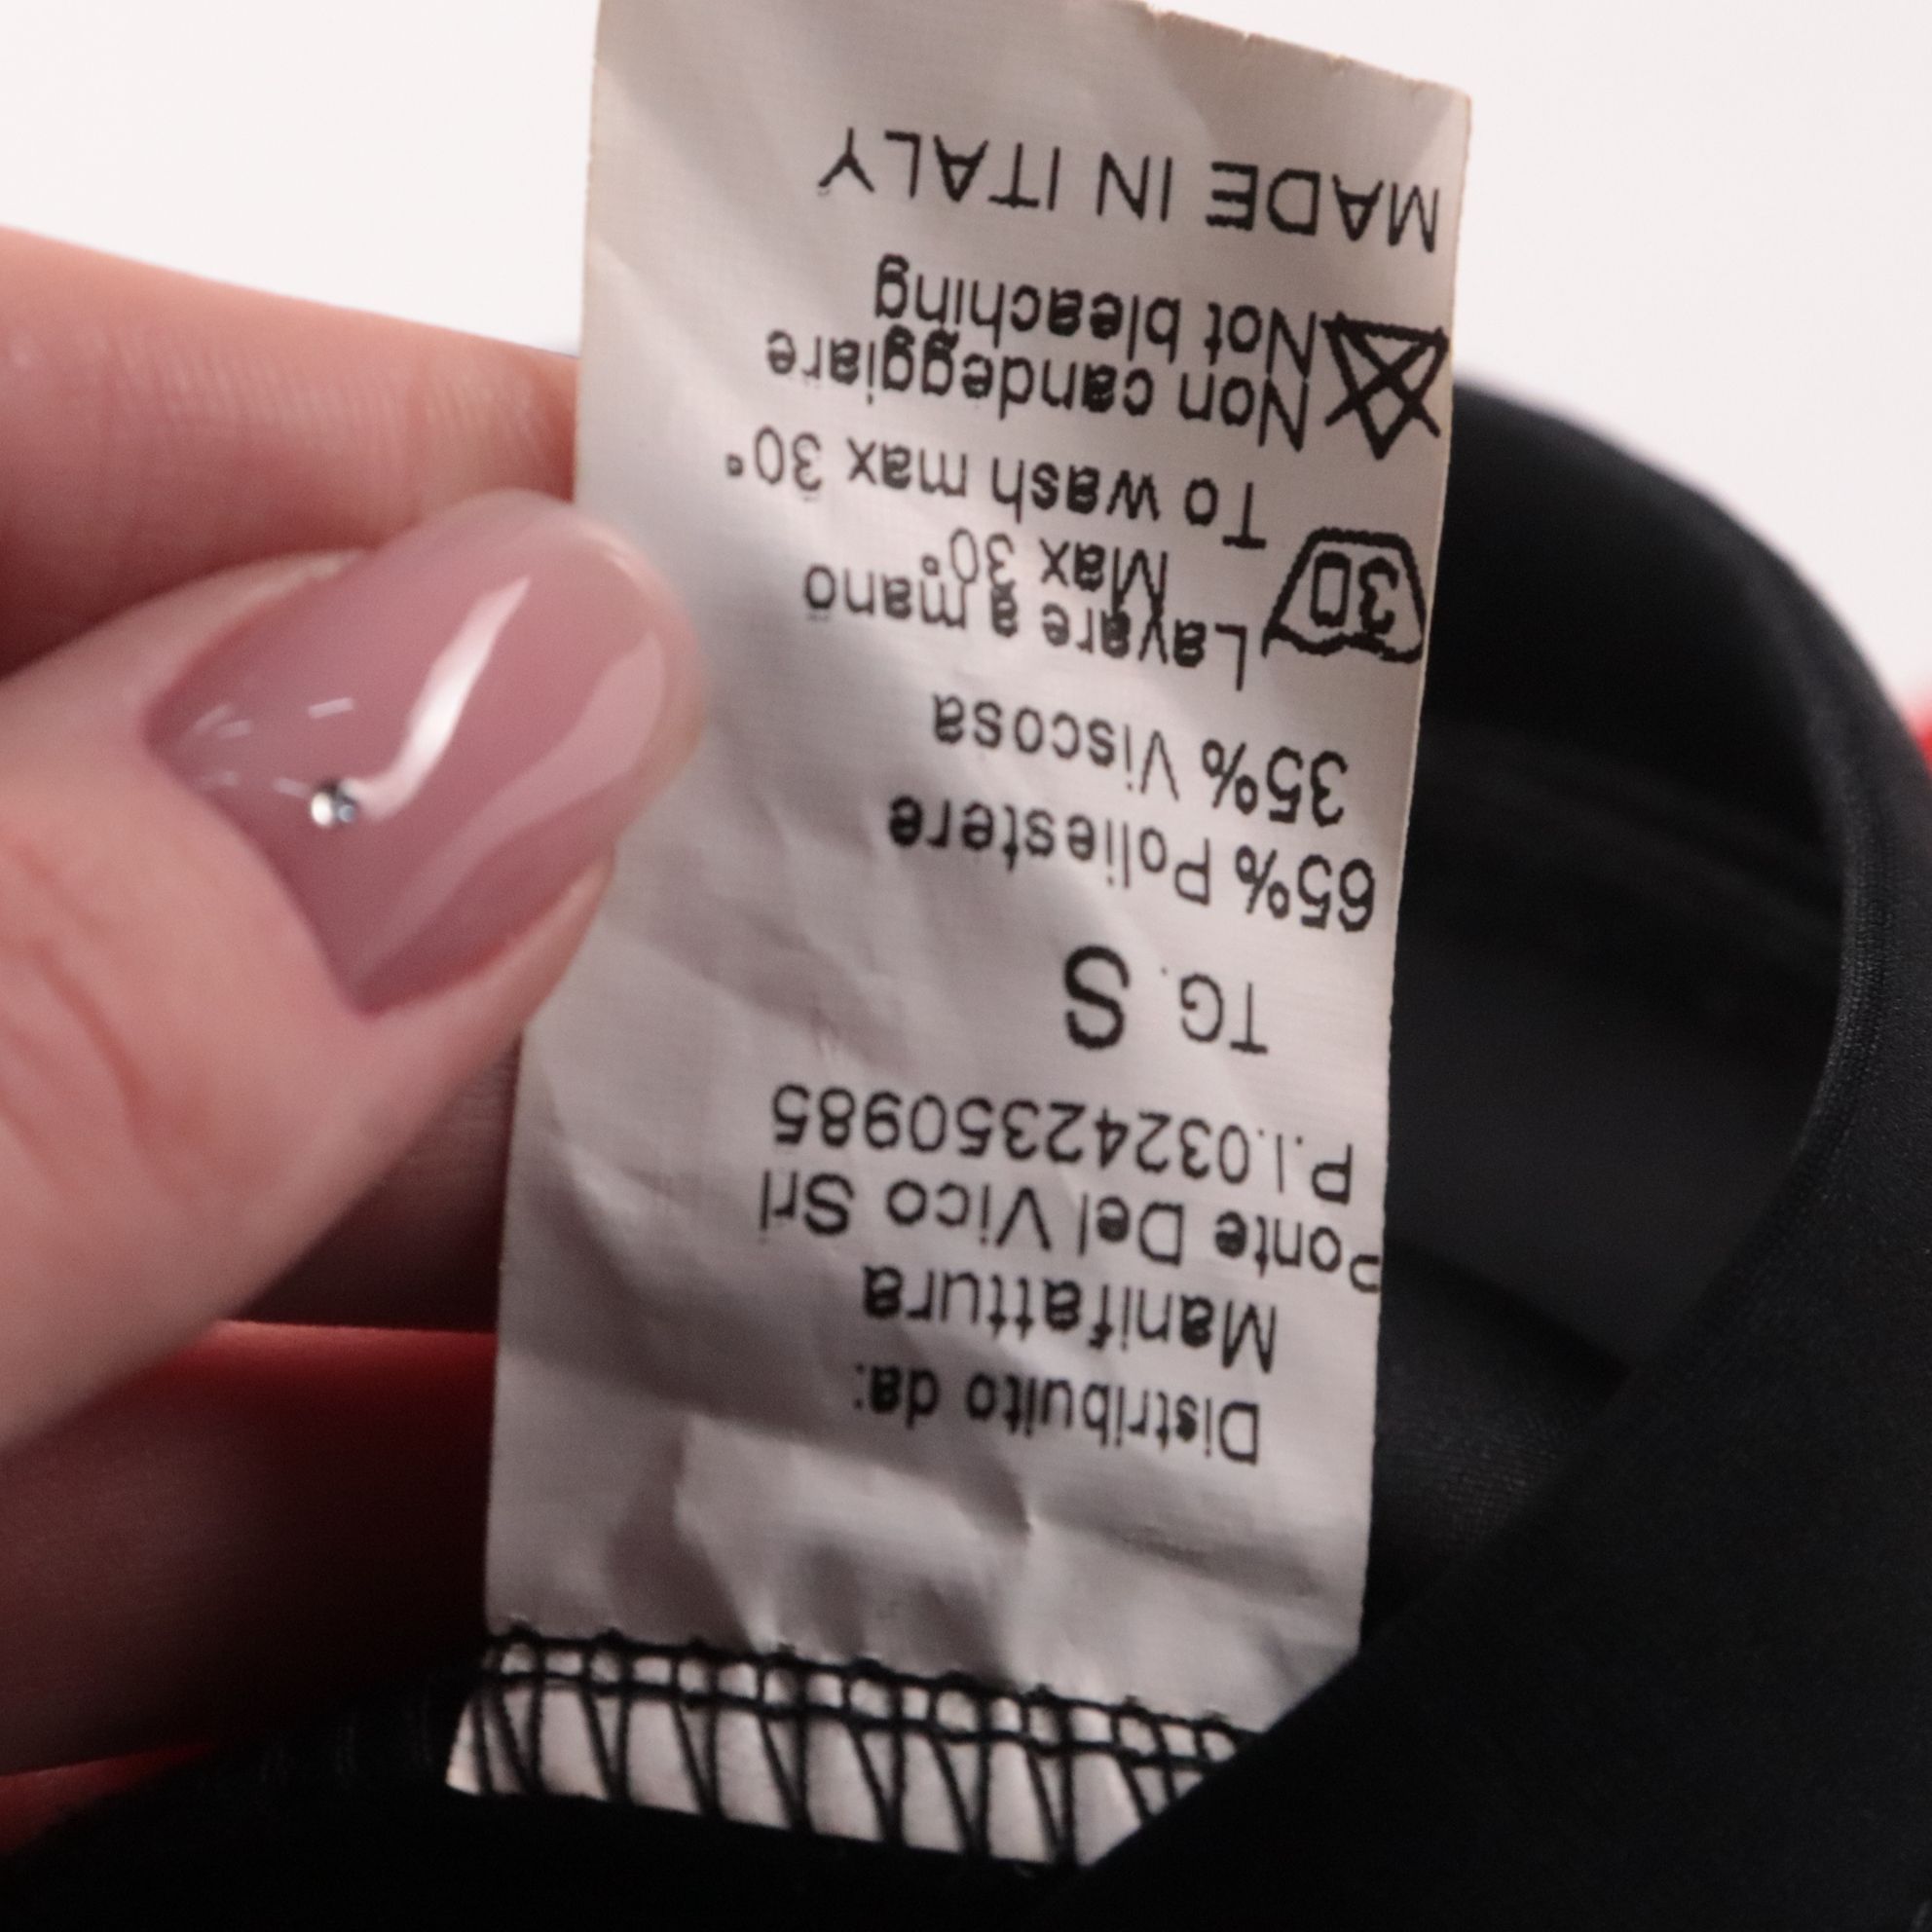 Distribuito da:
Manifattura
Ponte Del Vico Srl
P.I.03242350985
TG. S
65% Poliestere
35% Viscosa
30
Lavare a mano
Max 30°
To wash max 30°
Non candeggiare
Not bleaching
MADE IN ITALY